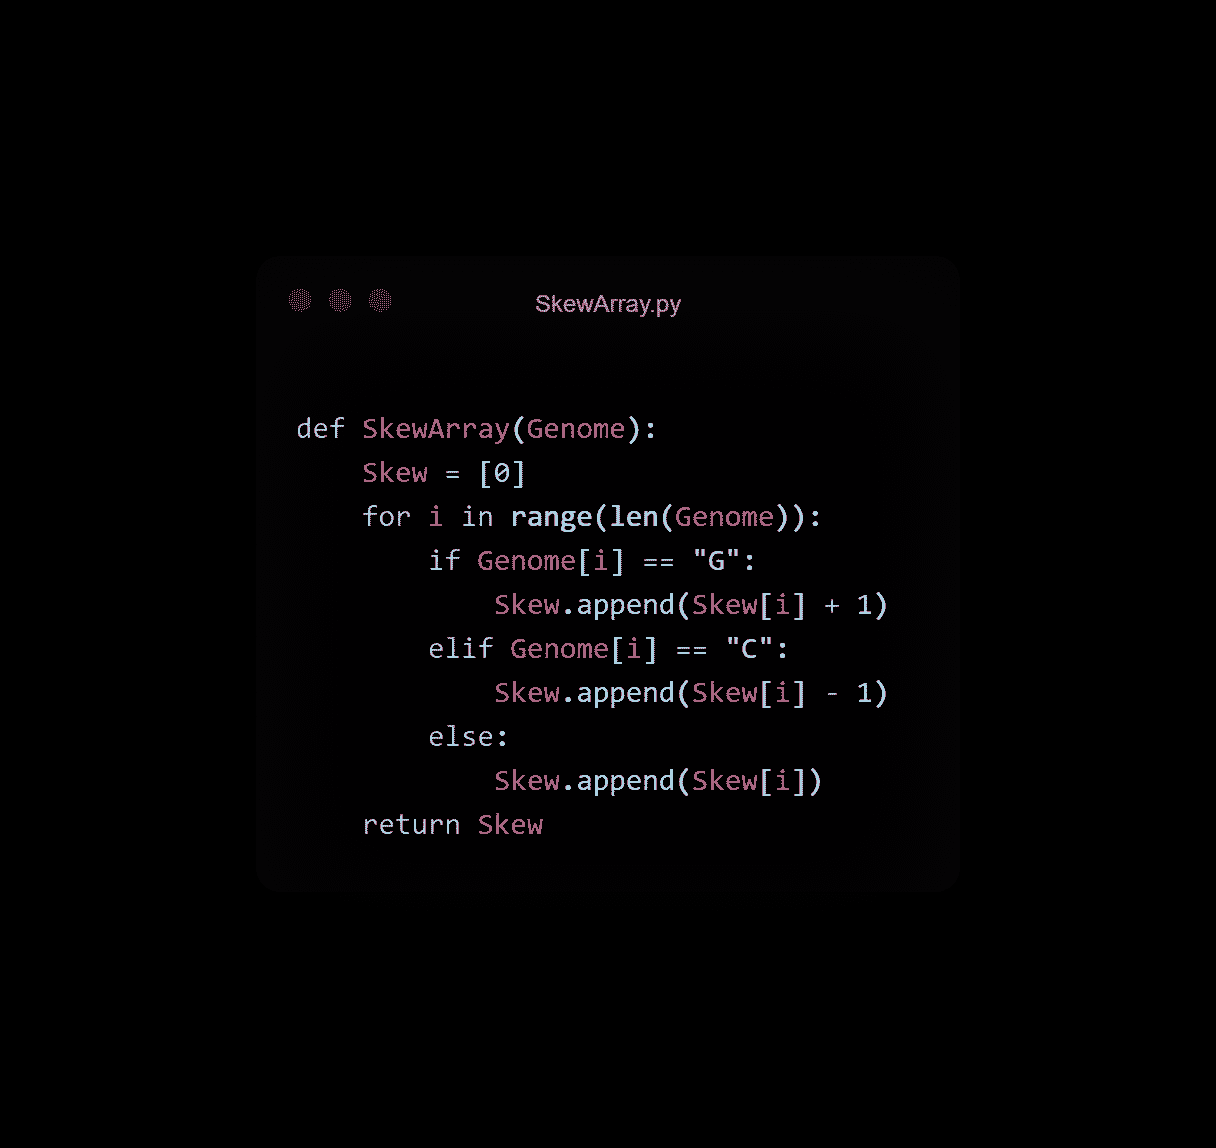 SkewArray.py
def SkewArray(Genome):
    Skew = [0]
    for i in range(len(Genome)):
        if Genome[i] == "G":
            Skew.append(Skew[i] + 1)
        elif Genome[i] == "C":
            Skew.append(Skew[i] - 1)
        else:
            Skew.append(Skew[i])
    return Skew